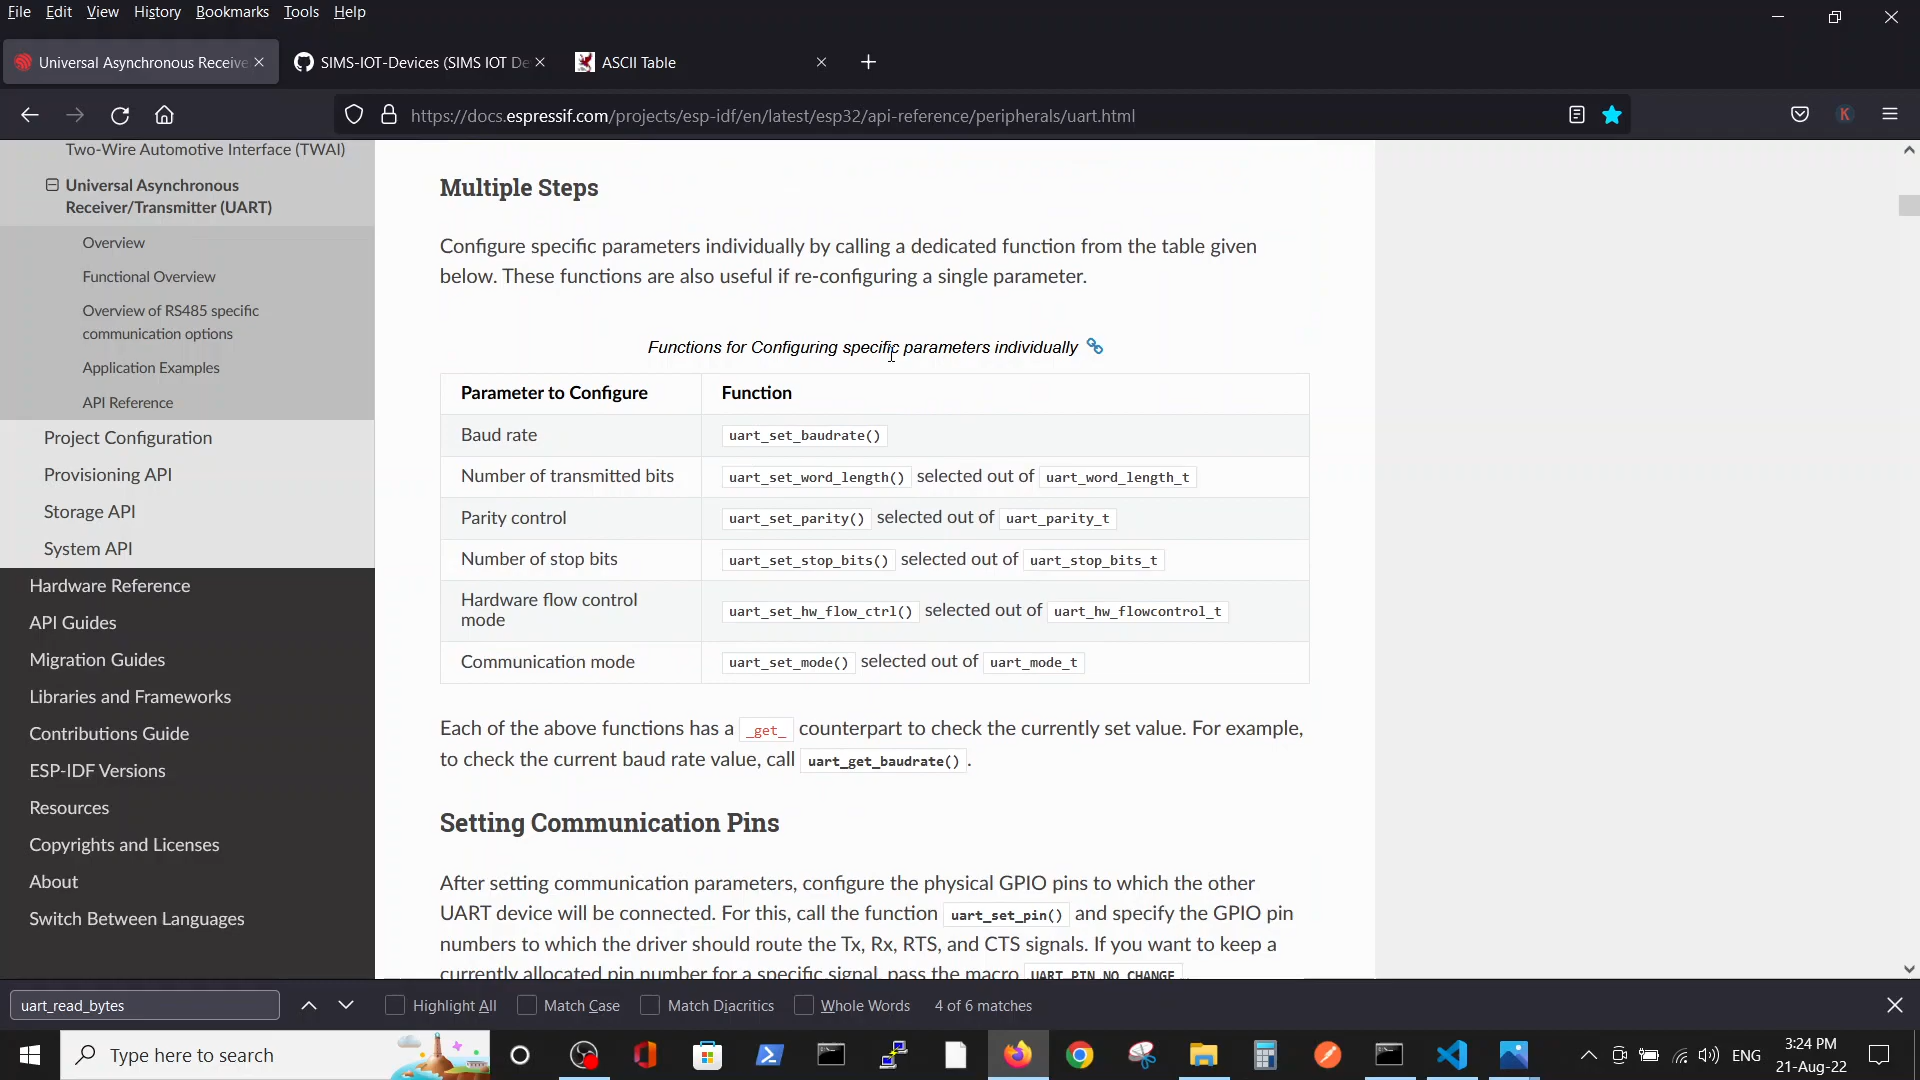 File Edit View History Bookmarks Tools Help
Universal Asynchronous Receive
SIMS-IOT-Devices (SIMS IOT De
ASCII Table
https://docs.espressif.com/projects/esp-idf/en/latest/esp32/api-reference/peripherals/uart.html
K
Two-Wire Automotive Interface (TWAI)
Universal Asynchronous
Receiver/Transmitter (UART)
Overview
Functional Overview
Overview of RS485 specific
communication options
Application Examples
API Reference
Project Configuration
Provisioning API
Storage API
System API
Hardware Reference
API Guides
Migration Guides
Libraries and Frameworks
Contributions Guide
ESP-IDF Versions
Resources
Copyrights and Licenses
About
Switch Between Languages
Multiple Steps
Configure specific parameters individually by calling a dedicated function from the table given
below. These functions are also useful if re-configuring a single parameter.
Functions for Configuring specific parameters individually
Parameter to Configure Function
Baud rate uart_set_baudrate()
Number of transmitted bits uart_set_word_length() selected out of uart_word_length_t
Parity control uart_set_parity() selected out of uart_parity_t
Number of stop bits uart_set_stop_bits() selected out of uart_stop_bits_t
Hardware flow control
mode
uart_set_hw_flow_ctrl() selected out of uart_hw_flowcontrol_t
Communication mode uart_set_mode() selected out of uart_mode_t
Each of the above functions has a _get_ counterpart to check the currently set value. For example,
to check the current baud rate value, call uart_get_baudrate().
Setting Communication Pins
After setting communication parameters, configure the physical GPIO pins to which the other
UART device will be connected. For this, call the function uart_set_pin() and specify the GPIO pin
numbers to which the driver should route the Tx, Rx, RTS, and CTS signals. If you want to keep a
currently allocated pin number for a specific signal, pass the macro UART_PIN_NO_CHANGE
uart_read_bytes
Highlight All
Match Case
Match Diacritics
Whole Words
4 of 6 matches
Type here to search
ENG
3:24 PM
21-Aug-22